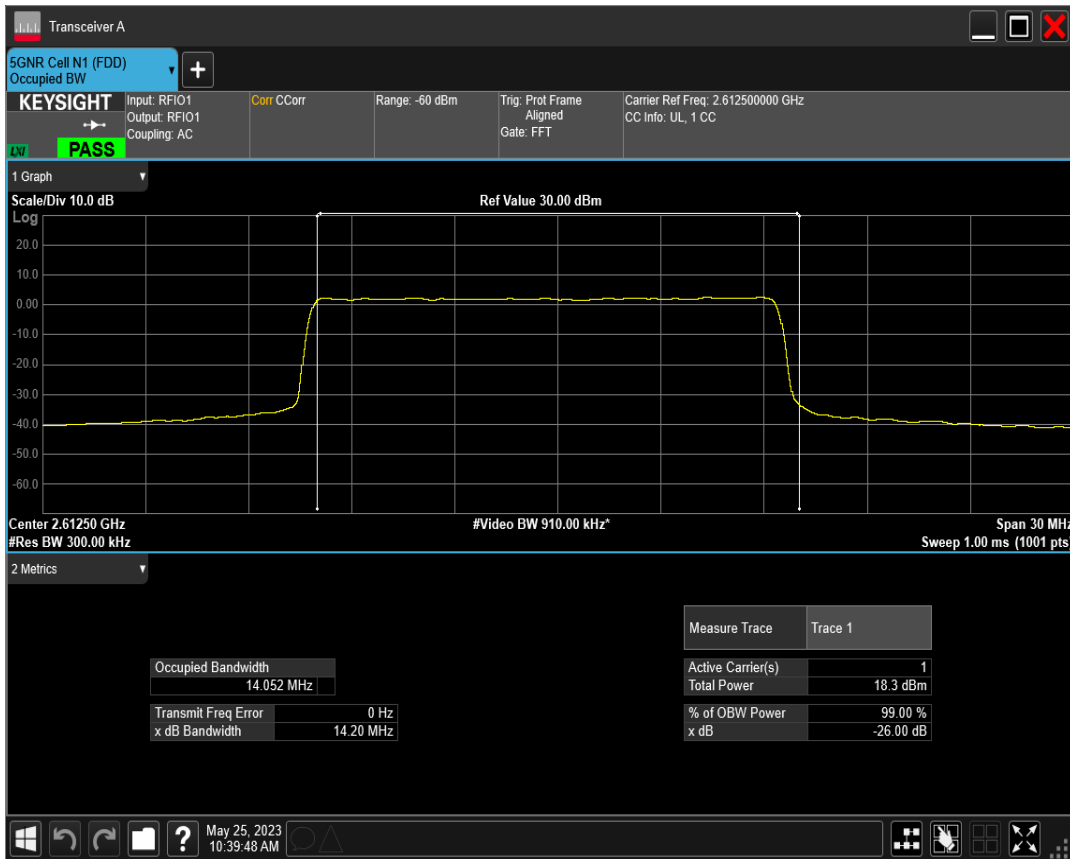 Transceiver A
5GNR Cell N1 (FDD)
Occupied BW
+
KEYSIGHT
LXI
PASS
Input: RFIO1
Output: RFIO1
Coupling: AC
Corr CCorr
Range: -60 dBm
Trig: Prot Frame
Aligned
Gate: FFT
Carrier Ref Freq: 2.612500000 GHz
CC Info: UL, 1 CC
1 Graph
Scale/Div 10.0 dB
Ref Value 30.00 dBm
Log
20.0
10.0
0.00
-10.0
-20.0
-30.0
-40.0
-50.0
-60.0
Center 2.61250 GHz
#Video BW 910.00 kHz*
Span 30 MHz
#Res BW 300.00 kHz
Sweep 1.00 ms (1001 pts)
2 Metrics
Measure Trace Trace 1
Occupied Bandwidth
14.052 MHz
Active Carrier(s) 1
Total Power 18.3 dBm
Transmit Freq Error 0 Hz
x dB Bandwidth 14.20 MHz
% of OBW Power 99.00 %
x dB -26.00 dB
?
May 25, 2023
10:39:48 AM